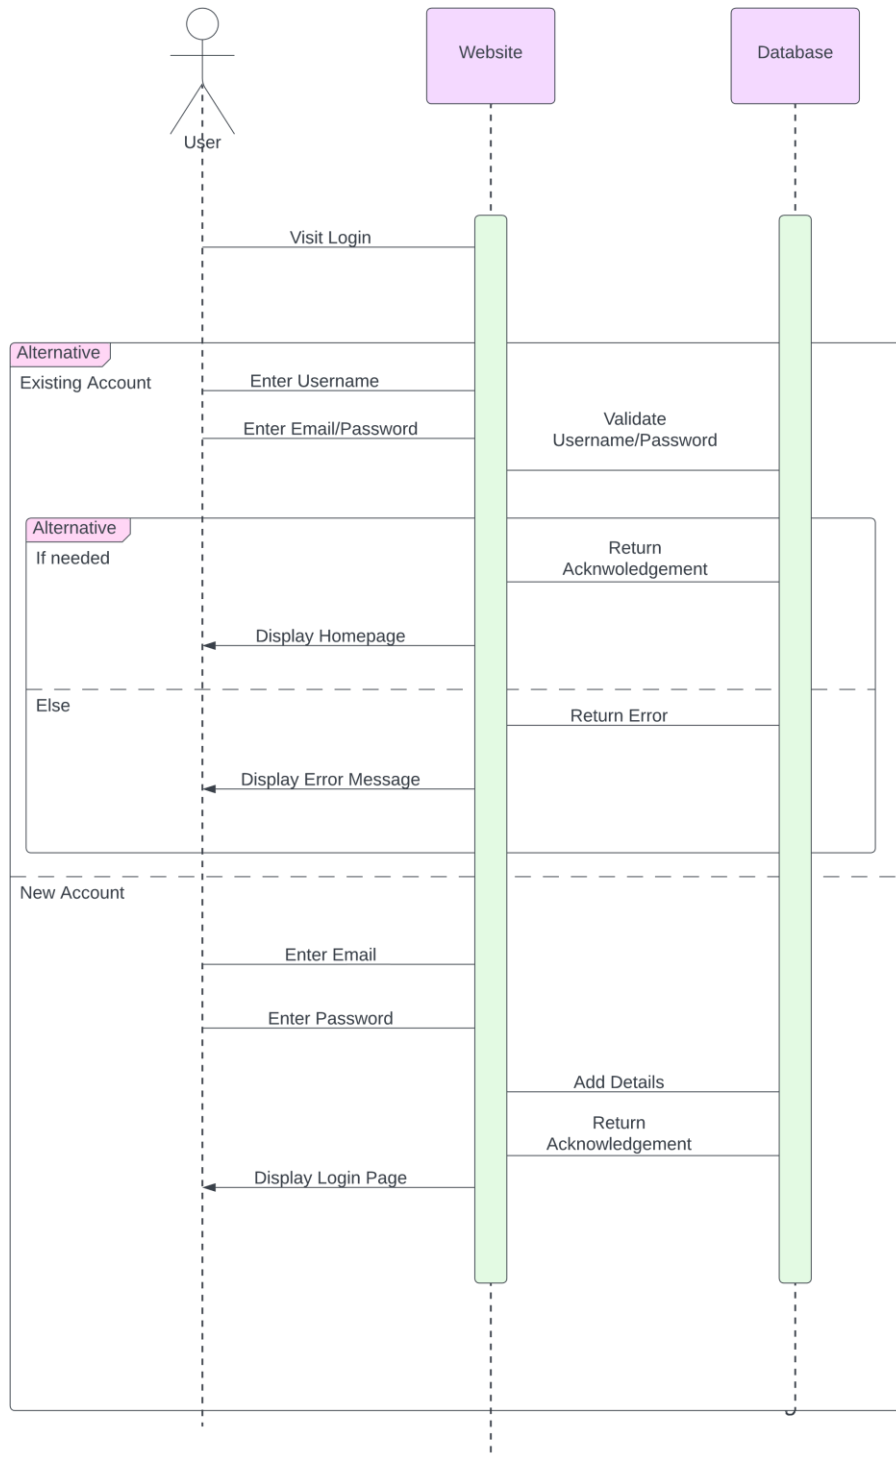 User
Website
Database
Visit Login
Alternative
Existing Account
Enter Username
Enter Email/Password
Validate
Username/Password
Alternative
If needed
Return
Acknwoledgement
Display Homepage
Else
Return Error
Display Error Message
New Account
Enter Email
Enter Password
Add Details
Return
Acknowledgement
Display Login Page